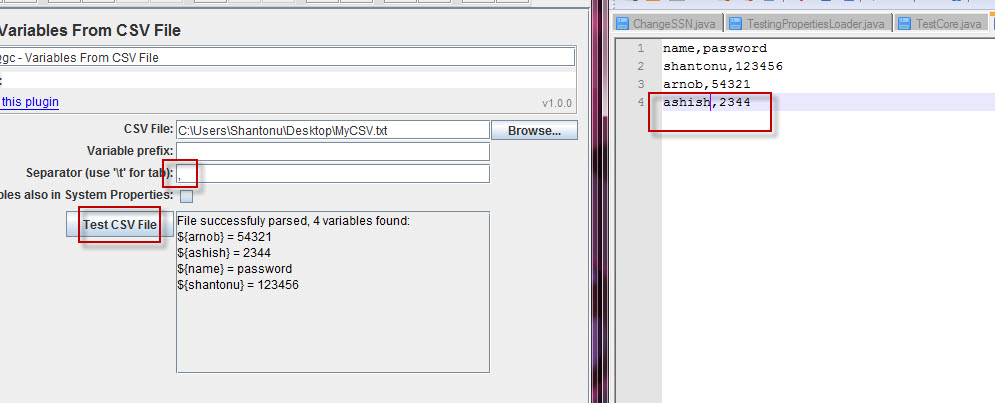 Variables From CSV File
gc - Variables From CSV File
:
this plugin
v1.0.0
CSV File: C:\Users\Shantonu\Desktop\MyCSV.txt Browse...
Variable prefix:
Separator (use '\t' for tab): ,
bles also in System Properties:
Test CSV File
File successfuly parsed, 4 variables found:
${arnob} = 54321
${ashish} = 2344
${name} = password
${shantonu} = 123456
ChangeSSN.java TestingPropertiesLoader.java TestCore.java
1 name,password
2 shantonu,123456
3 arnob,54321
4 ashish,2344